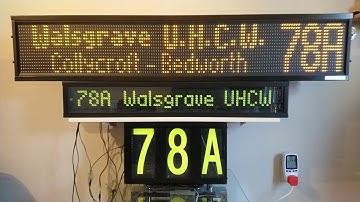 Walsgrave U.H.C.W. 78A
Collycroft - Bedworth
78A Walsgrave UHCW
78A